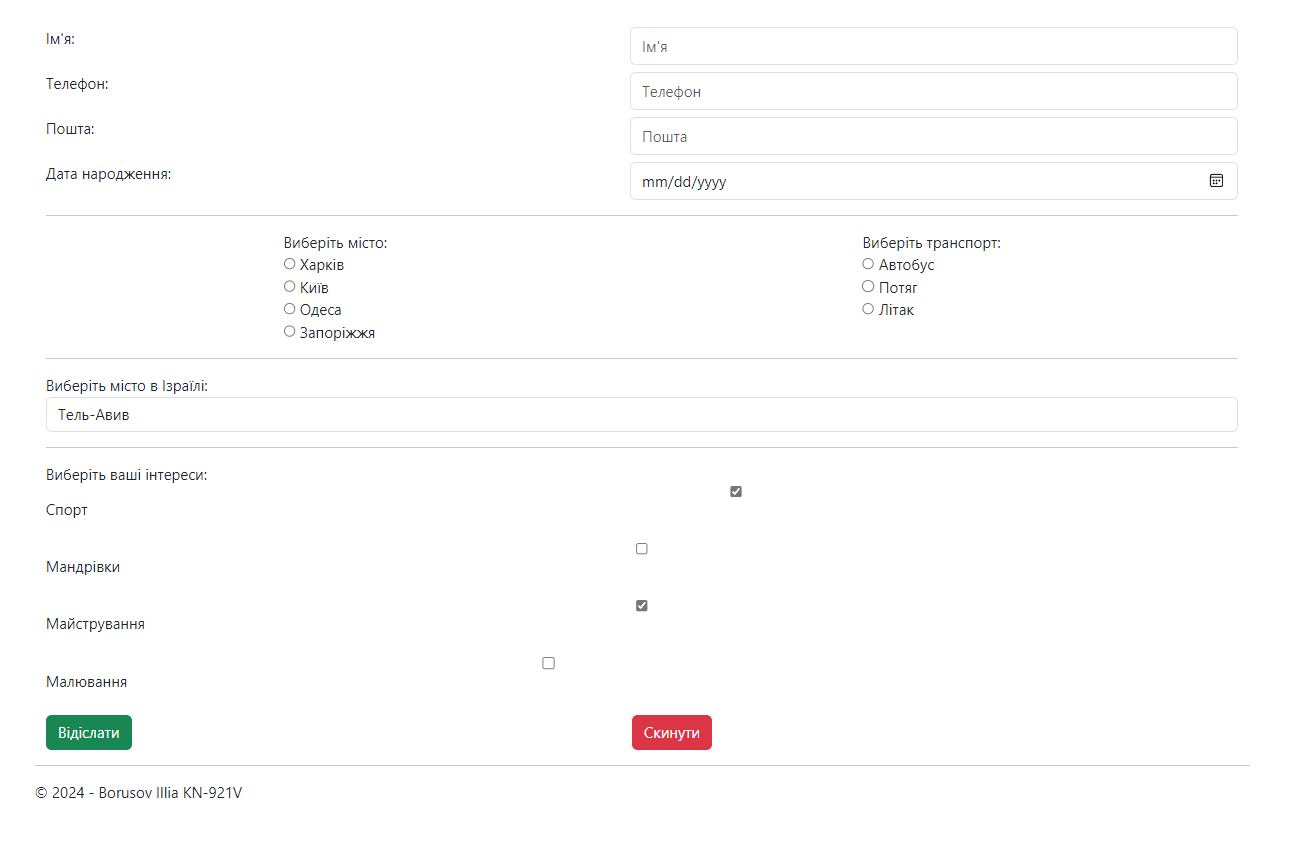 Ім'я:
Ім'я
Телефон:
Телефон
Пошта:
Пошта
Дата народження:
mm/dd/yyyy
Виберіть місто:
Харків
Київ
Одеса
Запоріжжя
Виберіть транспорт:
Автобус
Потяг
Літак
Виберіть місто в Ізраїлі:
Тель-Авив
Виберіть ваші інтереси:
Спорт
Мандрівки
Майстрування
Малювання
Відіслати
Скинути
© 2024 - Borusov Illia KN-921V